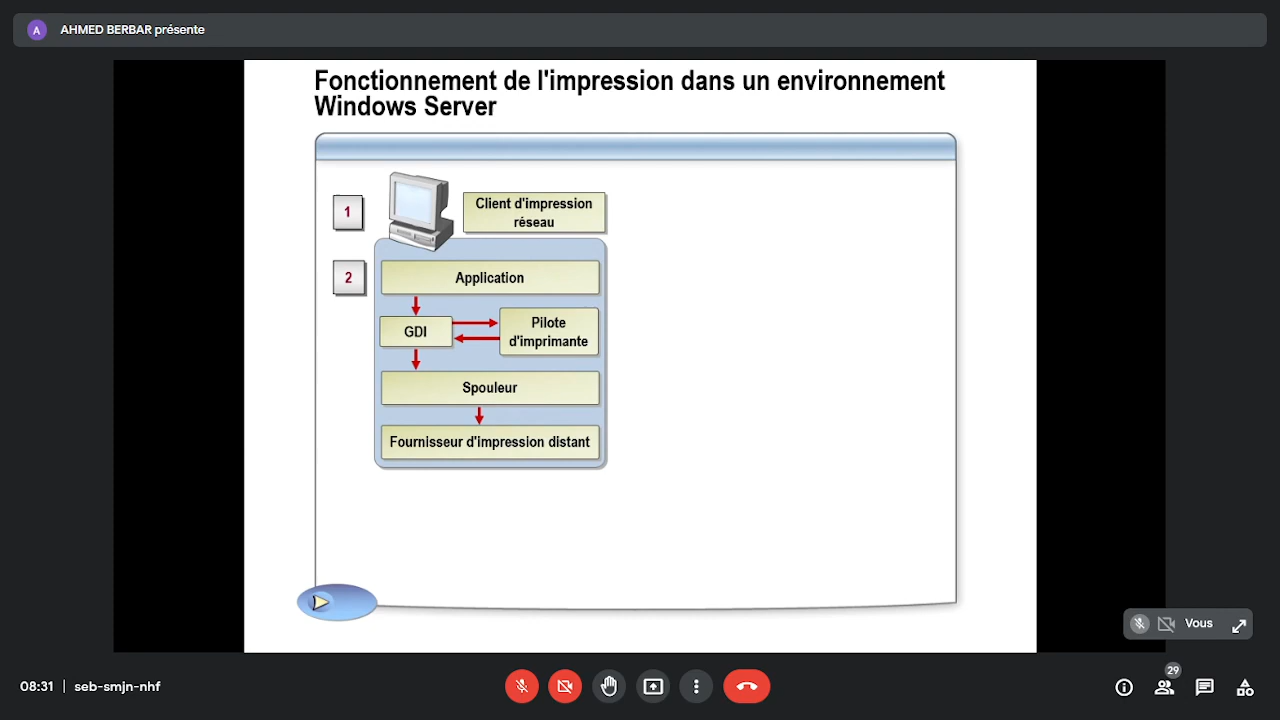 A
AHMED BERBAR présente
Fonctionnement de l'impression dans un environnement
Windows Server
1
Client d'impression
réseau
2
Application
GDI
Pilote
d'imprimante
Spouleur
Fournisseur d'impression distant
Vous
08:31 | seb-smjn-nhf
29